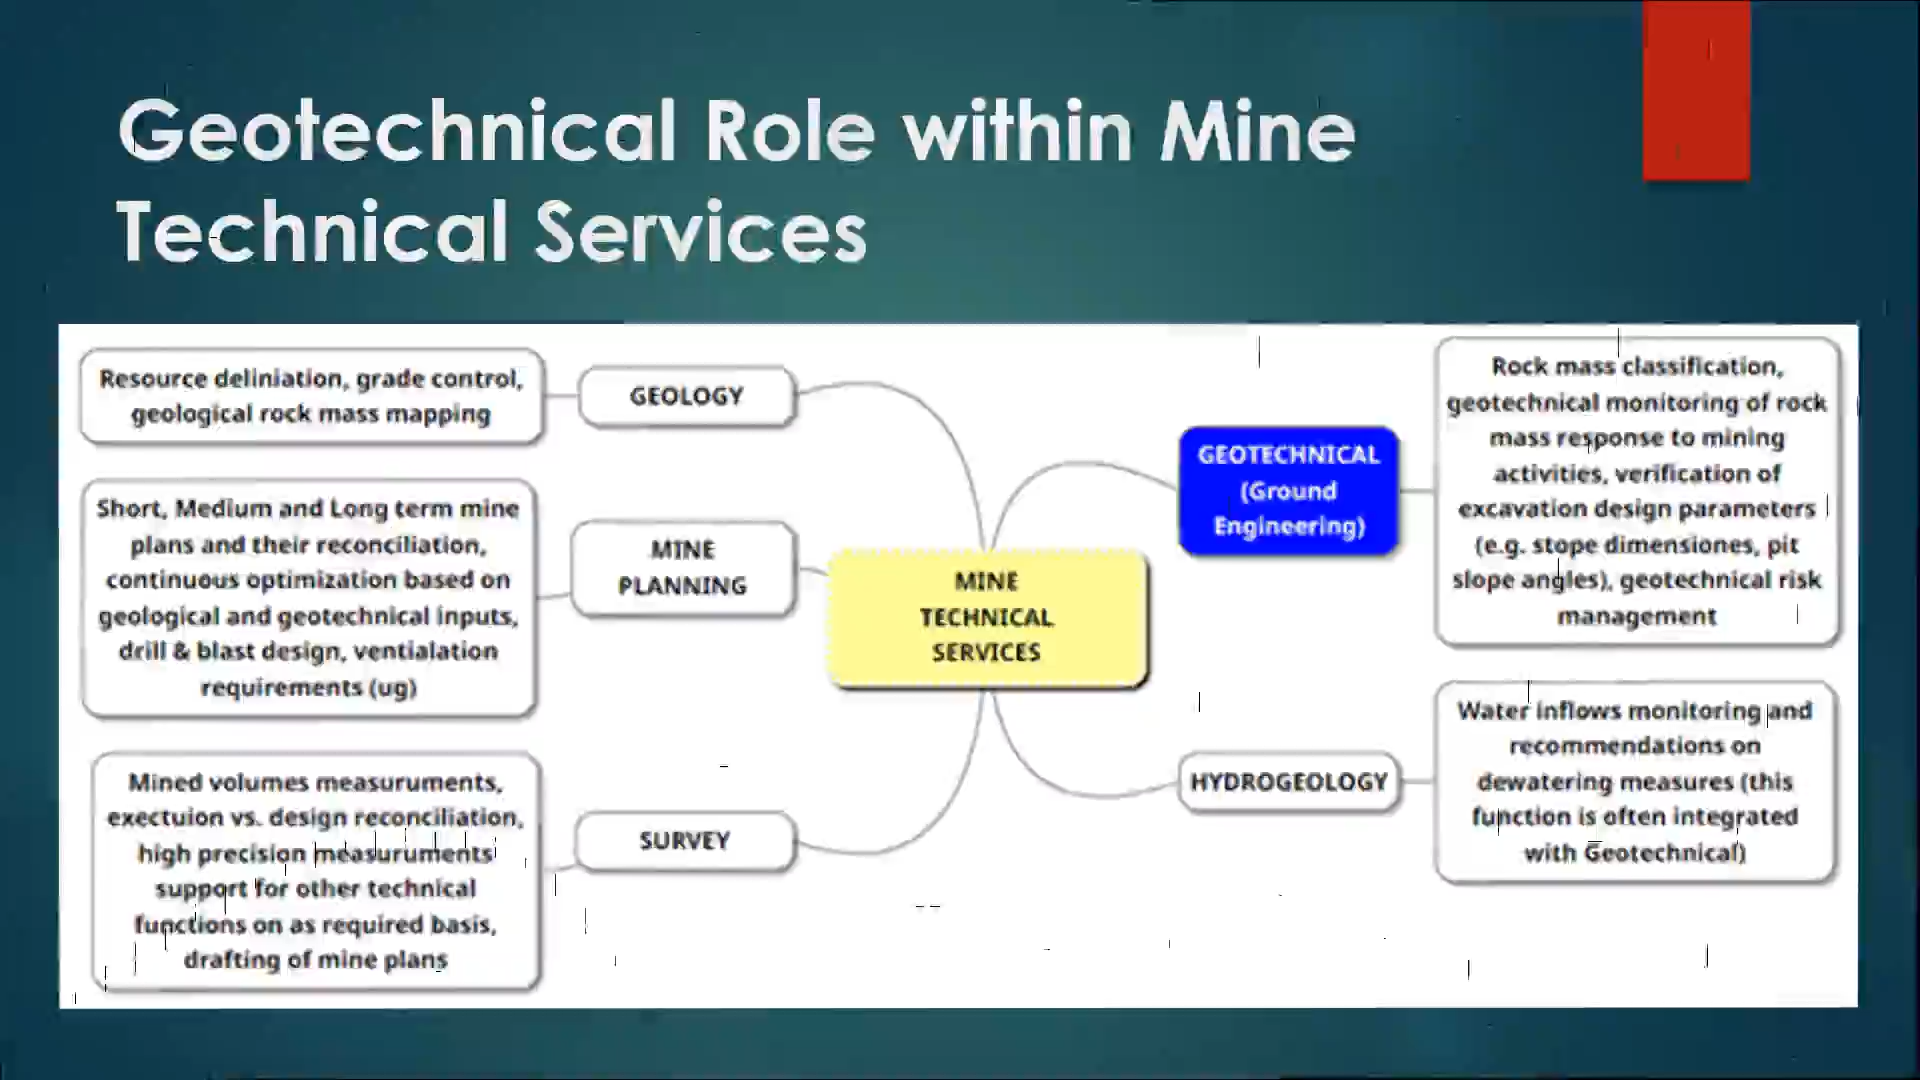 Geotechnical Role within Mine
Technical Services
Resource deliniation, grade control,
geological rock mass mapping
GEOLOGY
Short, Medium and Long term mine
plans and their reconciliation,
continuous optimization based on
geological and geotechnical inputs,
drill & blast design, ventialation
requirements (ug)
MINE
PLANNING
Mined volumes measuruments,
exectuion vs. design reconciliation,
high precision measuruments
support for other technical
functions on as required basis,
drafting of mine plans
SURVEY
MINE
TECHNICAL
SERVICES
GEOTECHNICAL
(Ground
Engineering)
Rock mass classification,
geotechnical monitoring of rock
mass response to mining
activities, verification of
excavation design parameters
(e.g. stope dimensiones, pit
slope angles), geotechnical risk
management
HYDROGEOLOGY
Water inflows monitoring and
recommendations on
dewatering measures (this
function is often integrated
with Geotechnical)